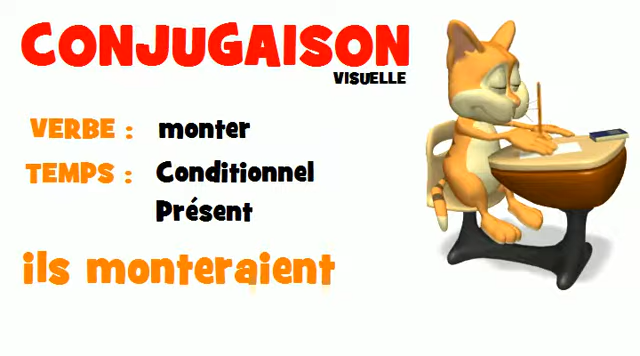 CONJUGAISON
VISUELLE
VERBE : monter
TEMPS : Conditionnel
Présent
ils monteraient